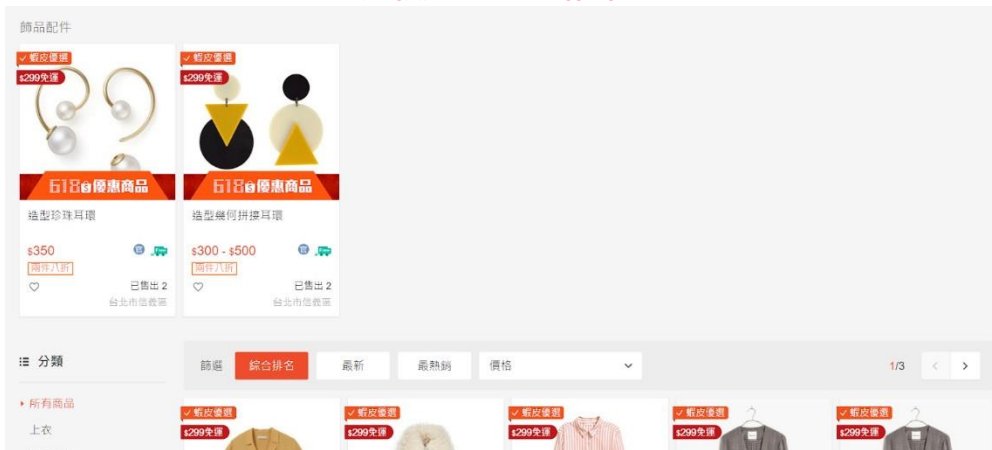 飾品配件
蝦皮優選
$299免運
618$優惠商品
造型珍珠耳環
$350
兩件八折
已售出 2
台北市信義區
蝦皮優選
$299免運
618$優惠商品
造型幾何拼接耳環
$300 - $500
兩件八折
已售出 2
台北市信義區
分類
篩選 綜合排名 最新 最熱銷 價格 1/3
所有商品
上衣
蝦皮優選
$299免運
蝦皮優選
$299免運
蝦皮優選
$299免運
蝦皮優選
$299免運
蝦皮優選
$299免運